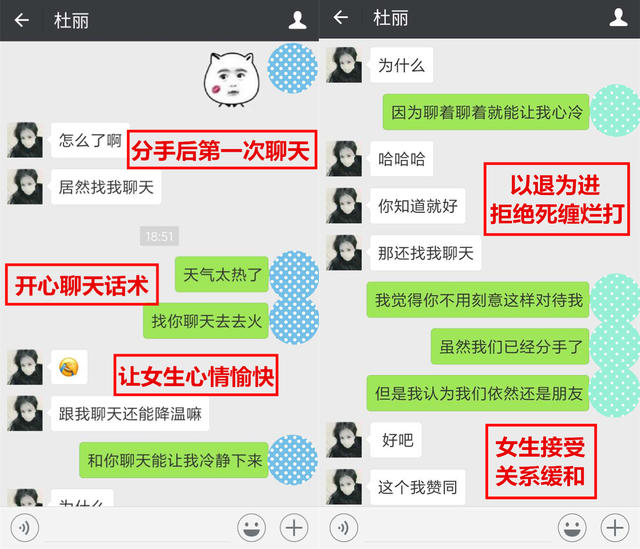 杜丽
怎么了啊
分手后第一次聊天
居然找我聊天
18:51
天气太热了
开心聊天话术
找你聊天去去火
让女生心情愉快
跟我聊天还能降温嘛
和你聊天能让我冷静下来
为什么
杜丽
为什么
因为聊着聊着就能让我心冷
哈哈哈
以退为进
拒绝死缠烂打
你知道就好
那还找我聊天
我觉得你不用刻意这样对待我
虽然我们已经分手了
但是我认为我们依然还是朋友
好吧
女生接受
关系缓和
这个我赞同